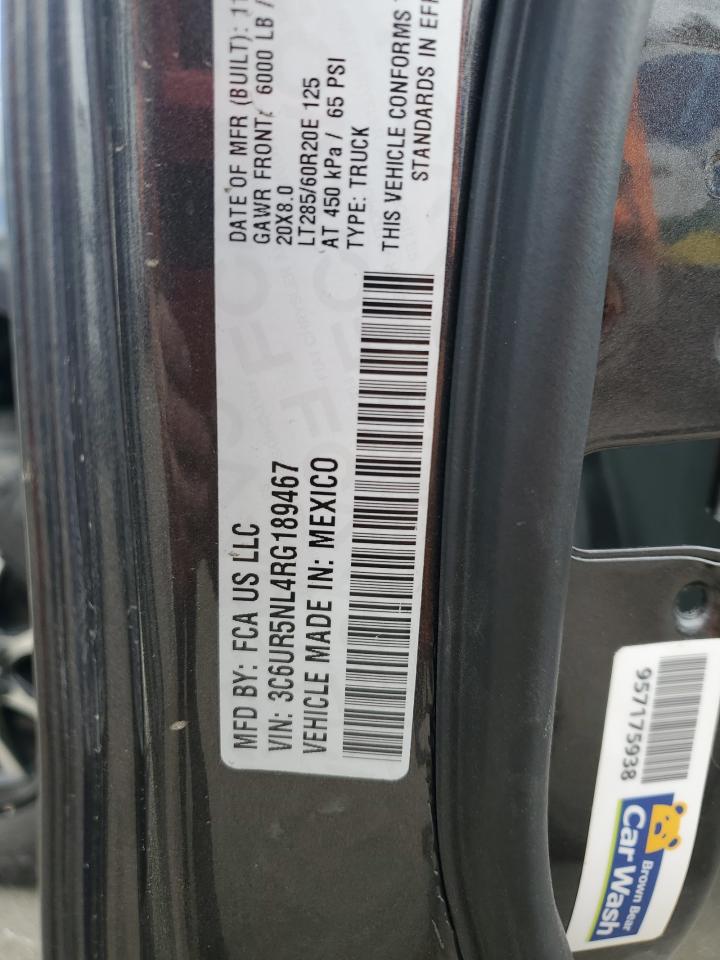 MFD BY: FCA US LLC
VIN: 3C6UR5NL4RG189467
VEHICLE MADE IN: MEXICO
DATE OF MFR (BUILT): 11
GAWR FRONT: 6000 LB /
20X8.0
LT285/60R20E 125
AT 450 kPa / 65 PSI
TYPE: TRUCK
THIS VEHICLE CONFORMS
STANDARDS IN EFF
957175938
Brown Bear
Car Wash